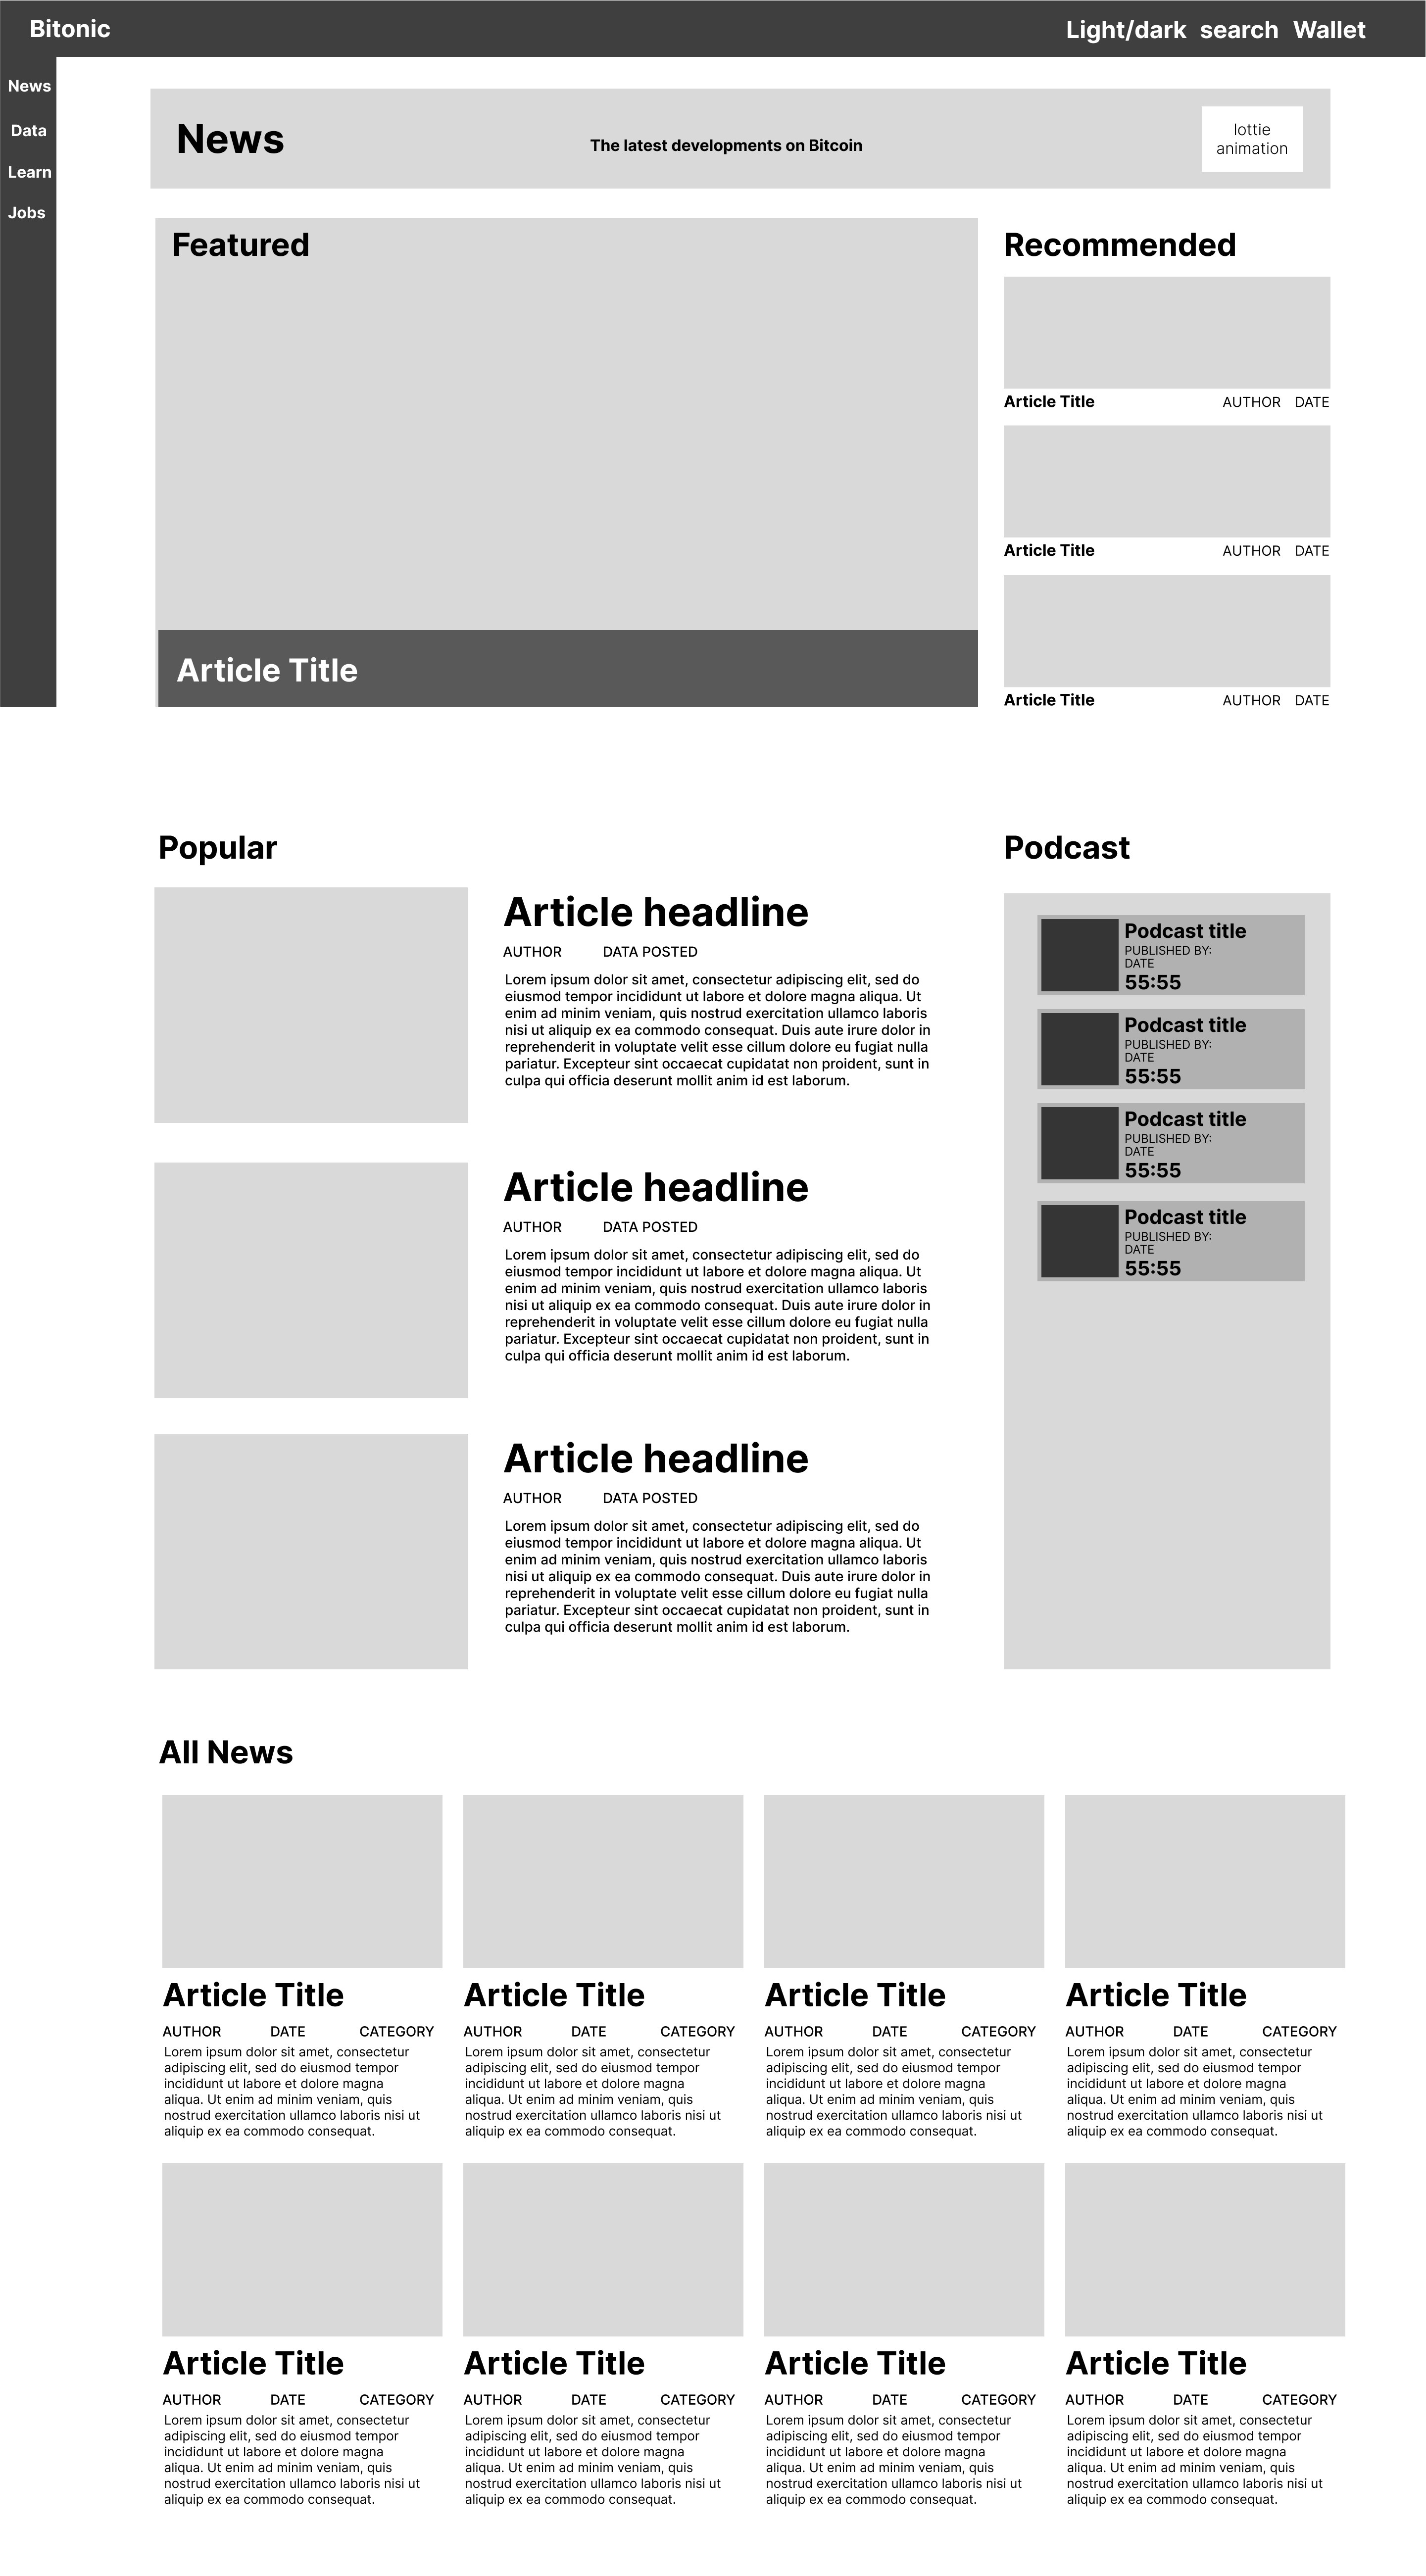 Bitonic
Light/dark search Wallet
News
Data
Learn
Jobs
News
The latest developments on Bitcoin
lottie
animation
Featured
Article Title
Recommended
Article Title AUTHOR DATE
Article Title AUTHOR DATE
Article Title AUTHOR DATE
Popular
Article headline
AUTHOR DATA POSTED
Lorem ipsum dolor sit amet, consectetur adipiscing elit, sed do
eiusmod tempor incididunt ut labore et dolore magna aliqua. Ut
enim ad minim veniam, quis nostrud exercitation ullamco laboris
nisi ut aliquip ex ea commodo consequat. Duis aute irure dolor in
reprehenderit in voluptate velit esse cillum dolore eu fugiat nulla
pariatur. Excepteur sint occaecat cupidatat non proident, sunt in
culpa qui officia deserunt mollit anim id est laborum.
Article headline
AUTHOR DATA POSTED
Lorem ipsum dolor sit amet, consectetur adipiscing elit, sed do
eiusmod tempor incididunt ut labore et dolore magna aliqua. Ut
enim ad minim veniam, quis nostrud exercitation ullamco laboris
nisi ut aliquip ex ea commodo consequat. Duis aute irure dolor in
reprehenderit in voluptate velit esse cillum dolore eu fugiat nulla
pariatur. Excepteur sint occaecat cupidatat non proident, sunt in
culpa qui officia deserunt mollit anim id est laborum.
Article headline
AUTHOR DATA POSTED
Lorem ipsum dolor sit amet, consectetur adipiscing elit, sed do
eiusmod tempor incididunt ut labore et dolore magna aliqua. Ut
enim ad minim veniam, quis nostrud exercitation ullamco laboris
nisi ut aliquip ex ea commodo consequat. Duis aute irure dolor in
reprehenderit in voluptate velit esse cillum dolore eu fugiat nulla
pariatur. Excepteur sint occaecat cupidatat non proident, sunt in
culpa qui officia deserunt mollit anim id est laborum.
Podcast
Podcast title
PUBLISHED BY:
DATE
55:55
Podcast title
PUBLISHED BY:
DATE
55:55
Podcast title
PUBLISHED BY:
DATE
55:55
Podcast title
PUBLISHED BY:
DATE
55:55
All News
Article Title
AUTHOR DATE CATEGORY
Lorem ipsum dolor sit amet, consectetur
adipiscing elit, sed do eiusmod tempor
incididunt ut labore et dolore magna
aliqua. Ut enim ad minim veniam, quis
nostrud exercitation ullamco laboris nisi ut
aliquip ex ea commodo consequat.
Article Title
AUTHOR DATE CATEGORY
Lorem ipsum dolor sit amet, consectetur
adipiscing elit, sed do eiusmod tempor
incididunt ut labore et dolore magna
aliqua. Ut enim ad minim veniam, quis
nostrud exercitation ullamco laboris nisi ut
aliquip ex ea commodo consequat.
Article Title
AUTHOR DATE CATEGORY
Lorem ipsum dolor sit amet, consectetur
adipiscing elit, sed do eiusmod tempor
incididunt ut labore et dolore magna
aliqua. Ut enim ad minim veniam, quis
nostrud exercitation ullamco laboris nisi ut
aliquip ex ea commodo consequat.
Article Title
AUTHOR DATE CATEGORY
Lorem ipsum dolor sit amet, consectetur
adipiscing elit, sed do eiusmod tempor
incididunt ut labore et dolore magna
aliqua. Ut enim ad minim veniam, quis
nostrud exercitation ullamco laboris nisi ut
aliquip ex ea commodo consequat.
Article Title
AUTHOR DATE CATEGORY
Lorem ipsum dolor sit amet, consectetur
adipiscing elit, sed do eiusmod tempor
incididunt ut labore et dolore magna
aliqua. Ut enim ad minim veniam, quis
nostrud exercitation ullamco laboris nisi ut
aliquip ex ea commodo consequat.
Article Title
AUTHOR DATE CATEGORY
Lorem ipsum dolor sit amet, consectetur
adipiscing elit, sed do eiusmod tempor
incididunt ut labore et dolore magna
aliqua. Ut enim ad minim veniam, quis
nostrud exercitation ullamco laboris nisi ut
aliquip ex ea commodo consequat.
Article Title
AUTHOR DATE CATEGORY
Lorem ipsum dolor sit amet, consectetur
adipiscing elit, sed do eiusmod tempor
incididunt ut labore et dolore magna
aliqua. Ut enim ad minim veniam, quis
nostrud exercitation ullamco laboris nisi ut
aliquip ex ea commodo consequat.
Article Title
AUTHOR DATE CATEGORY
Lorem ipsum dolor sit amet, consectetur
adipiscing elit, sed do eiusmod tempor
incididunt ut labore et dolore magna
aliqua. Ut enim ad minim veniam, quis
nostrud exercitation ullamco laboris nisi ut
aliquip ex ea commodo consequat.